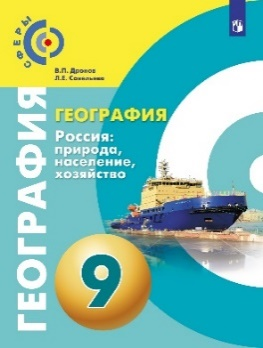 СФЕРЫ
В.П. Дронов
Л.Е. Савельева
ГЕОГРАФИЯ
Россия:
природа,
население,
хозяйство
ГЕОГРАФИЯ
9